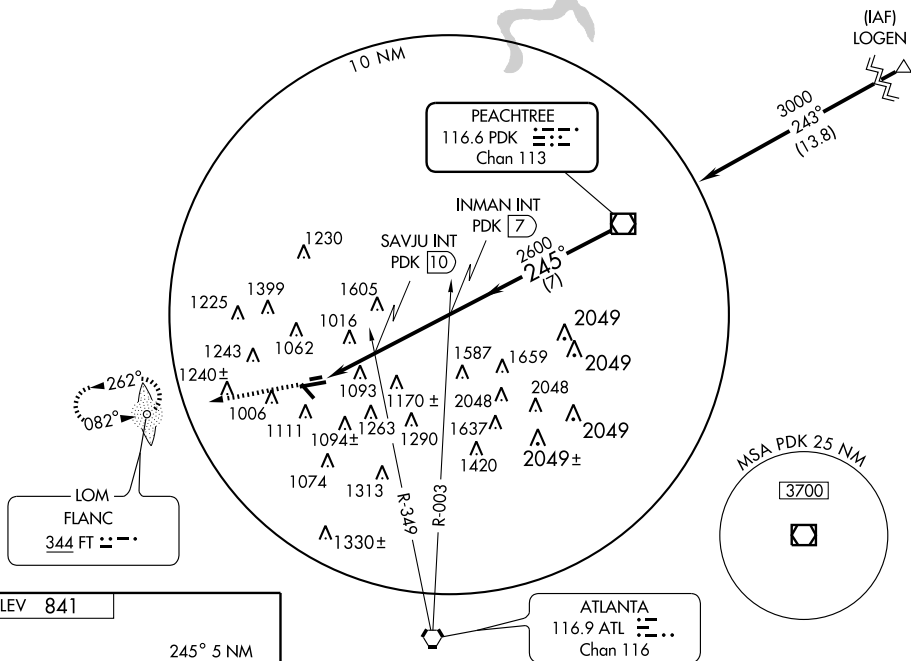 (IAF)
LOGEN
10 NM
3000
243°
(13.8)
PEACHTREE
116.6 PDK
Chan 113
INMAN INT
PDK 7
SAVJU INT
PDK 10
2600
245°
(7)
1230
1225
1399
1605
1062
1016
1243
1240±
1006
1111
1093
1094±
1263
1170 ±
1290
1074
1313
1330±
1587
1659
2048
1637
1420
2048
2049
2049
2049
2049±
262°
082°
LOM
FLANC
344 FT
R-349
R-003
MSA PDK 25 NM
3700
ATLANTA
116.9 ATL
Chan 116
LEV 841
245° 5 NM